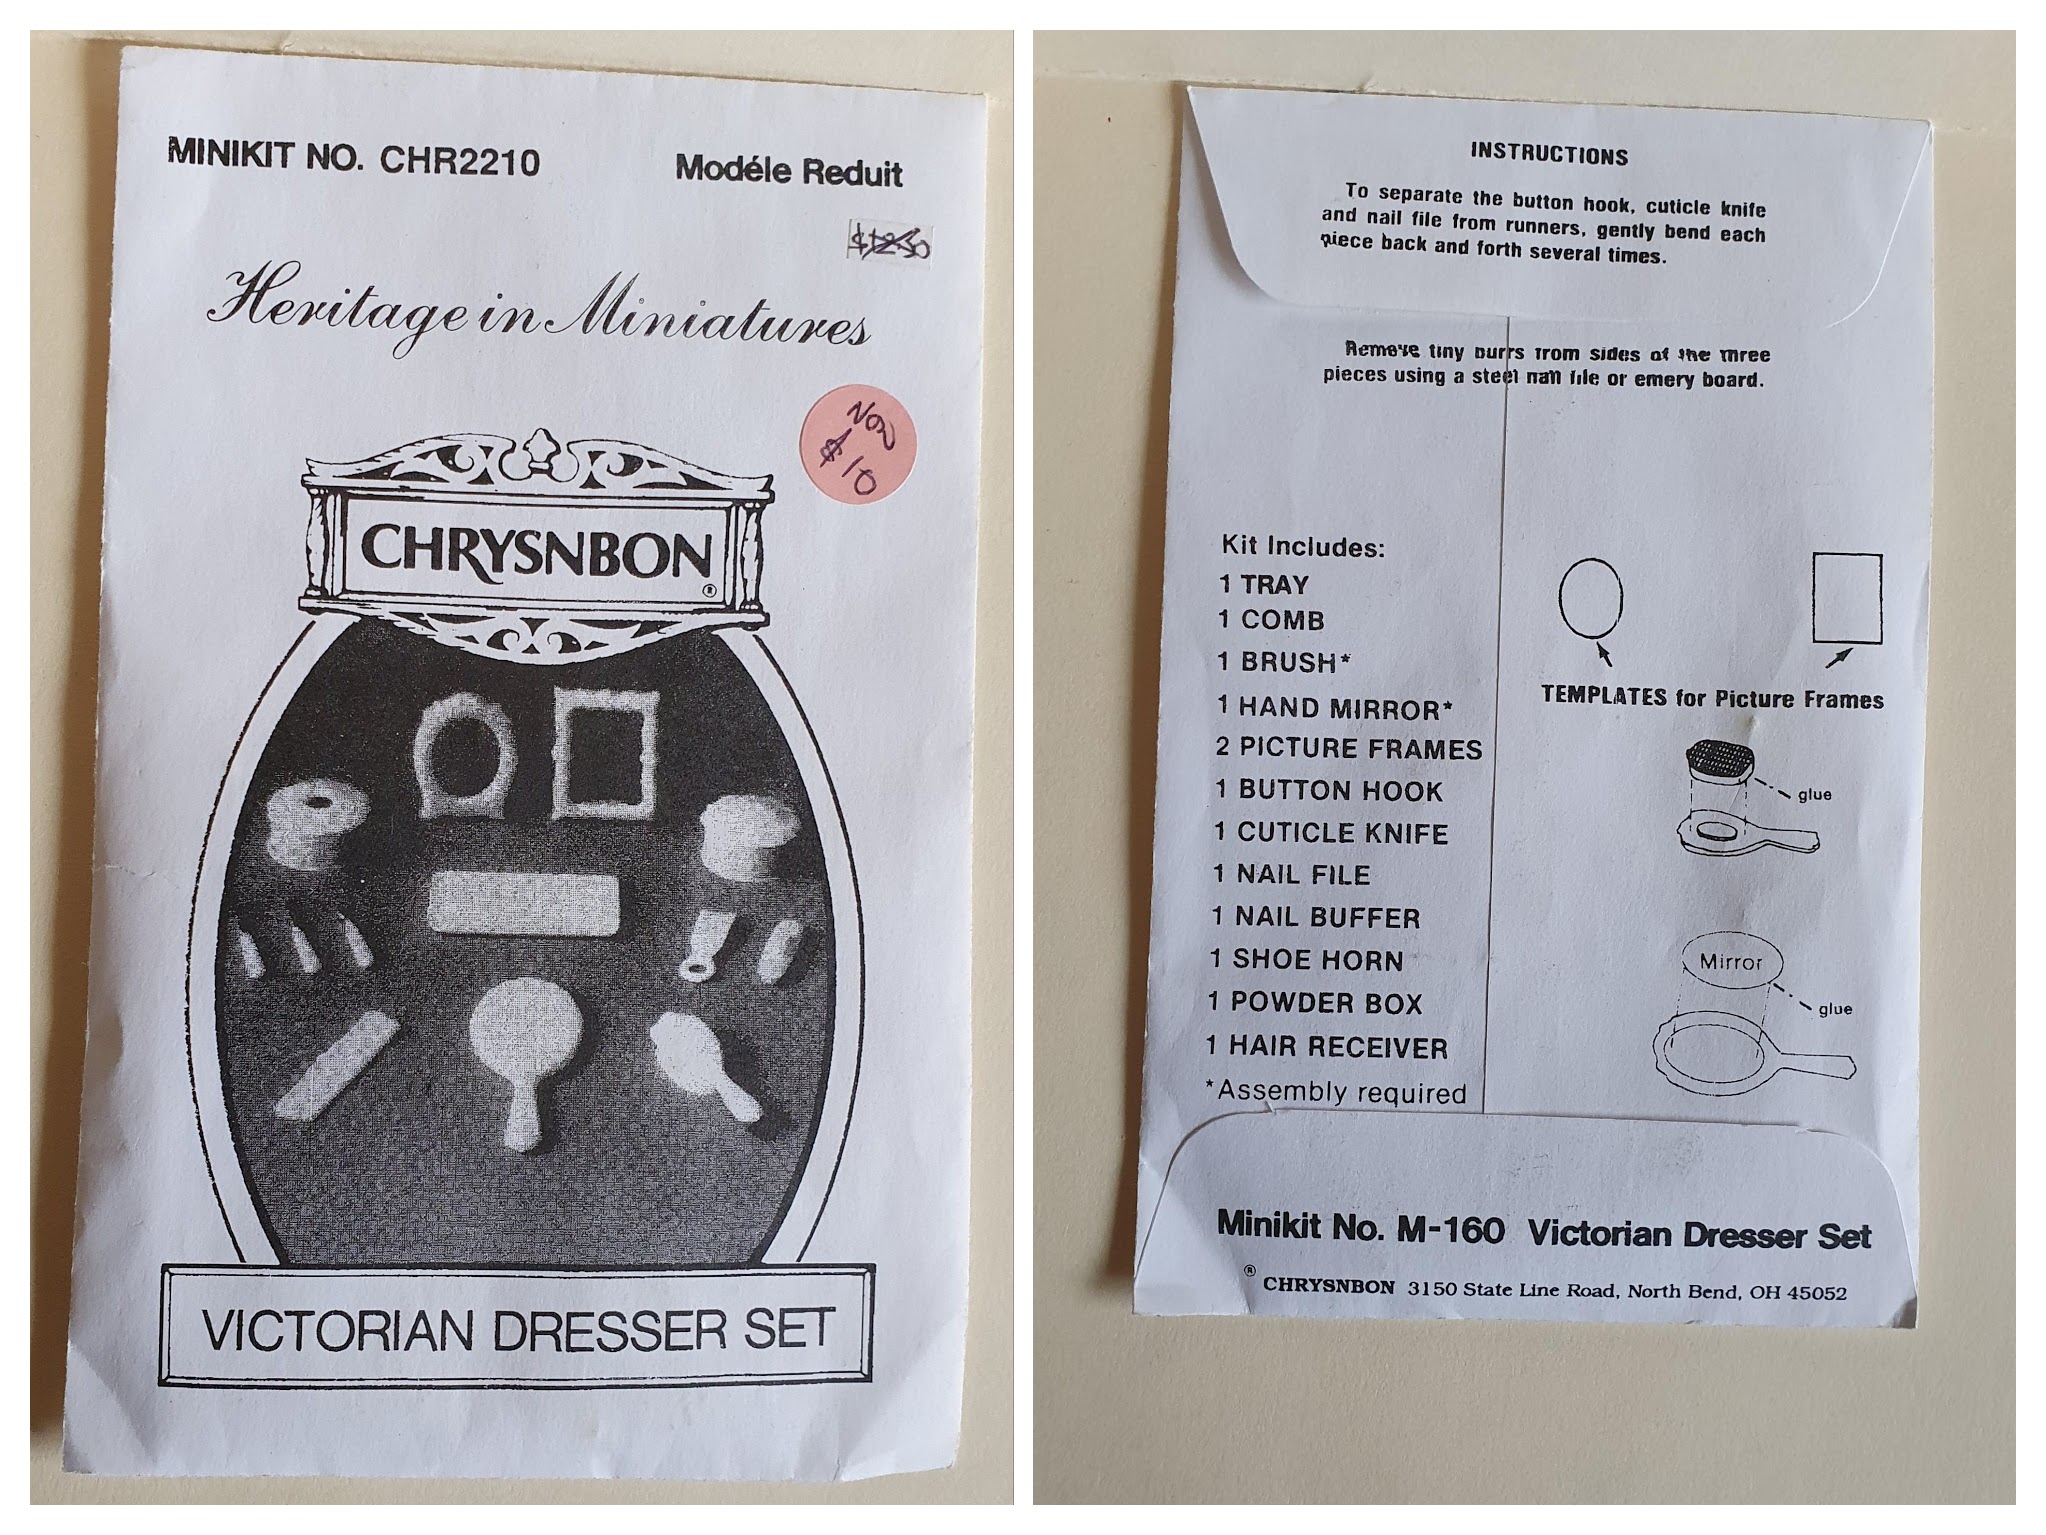 MINIKIT NO. CHR2210
Modéle Reduit
$12.50
Heritage in Miniatures
NOW
$10
CHRYSNBON
®
VICTORIAN DRESSER SET
INSTRUCTIONS
To separate the button hook, cuticle knife
and nail file from runners, gently bend each
piece back and forth several times.
Remove tiny burrs from sides of the three
pieces using a steel nail file or emery board.
Kit Includes:
1 TRAY
1 COMB
1 BRUSH*
1 HAND MIRROR*
2 PICTURE FRAMES
1 BUTTON HOOK
1 CUTICLE KNIFE
1 NAIL FILE
1 NAIL BUFFER
1 SHOE HORN
1 POWDER BOX
1 HAIR RECEIVER
*Assembly required
TEMPLATES for Picture Frames
glue
Mirror
glue
Minikit No. M-160 Victorian Dresser Set
® CHRYSNBON 3150 State Line Road, North Bend, OH 45052